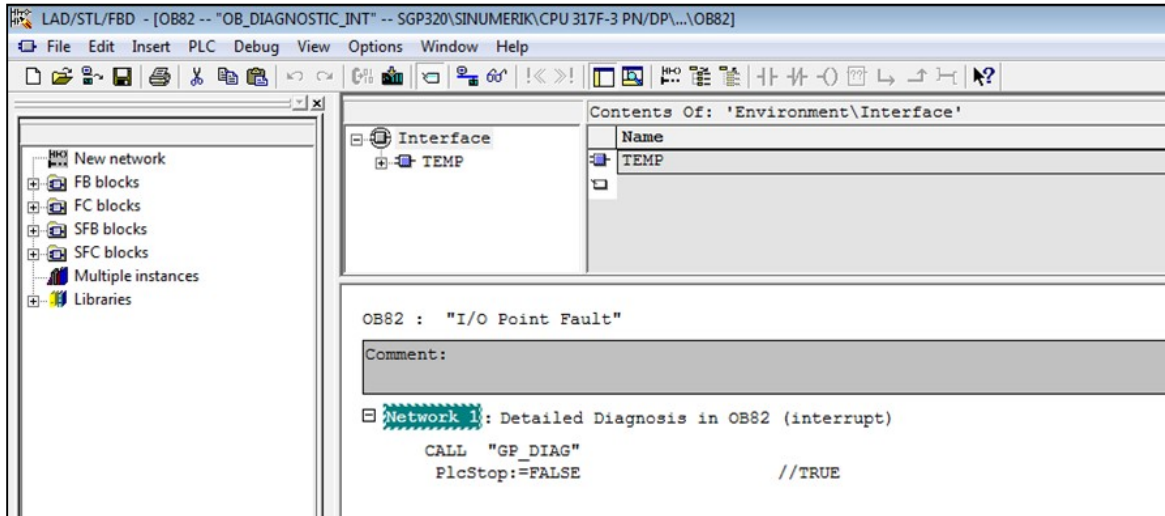 LAD/STL/FBD - [OB82 -- "OB_DIAGNOSTIC_INT" -- SGP320\SINUMERIK\CPU 317F-3 PN/DP\...\OB82]
File Edit Insert PLC Debug View Options Window Help
Contents Of: 'Environment\Interface'
Interface
Name
TEMP
TEMP
New network
FB blocks
FC blocks
SFB blocks
SFC blocks
Multiple instances
Libraries
OB82 : "I/O Point Fault"
Comment:
Network 1: Detailed Diagnosis in OB82 (interrupt)
CALL "GP_DIAG"
PlcStop:=FALSE //TRUE